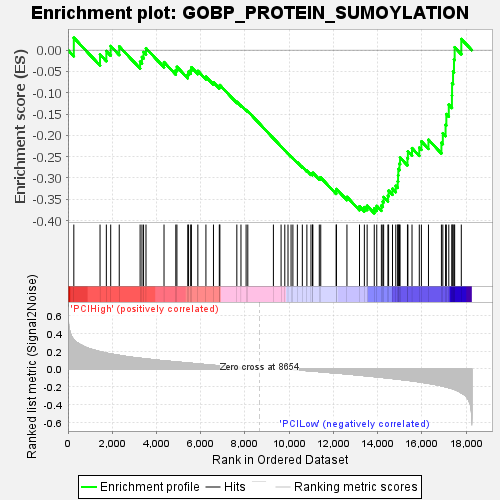 Enrichment plot: GOBP_PROTEIN_SUMOYLATION
Enrichment score (ES)
0.00
-0.05
-0.10
-0.15
-0.20
-0.25
-0.30
-0.35
-0.40
'PCIHigh' (positively correlated)
Ranked list metric (Signal2Noise)
0.6
0.4
0.2
0.0
-0.2
-0.4
-0.6
Zero cross at 8654
'PCILow' (negatively correlated)
0
2,000
4,000
6,000
8,000
10,000
12,000
14,000
16,000
18,000
Rank in Ordered Dataset
Enrichment profile
Hits
Ranking metric scores